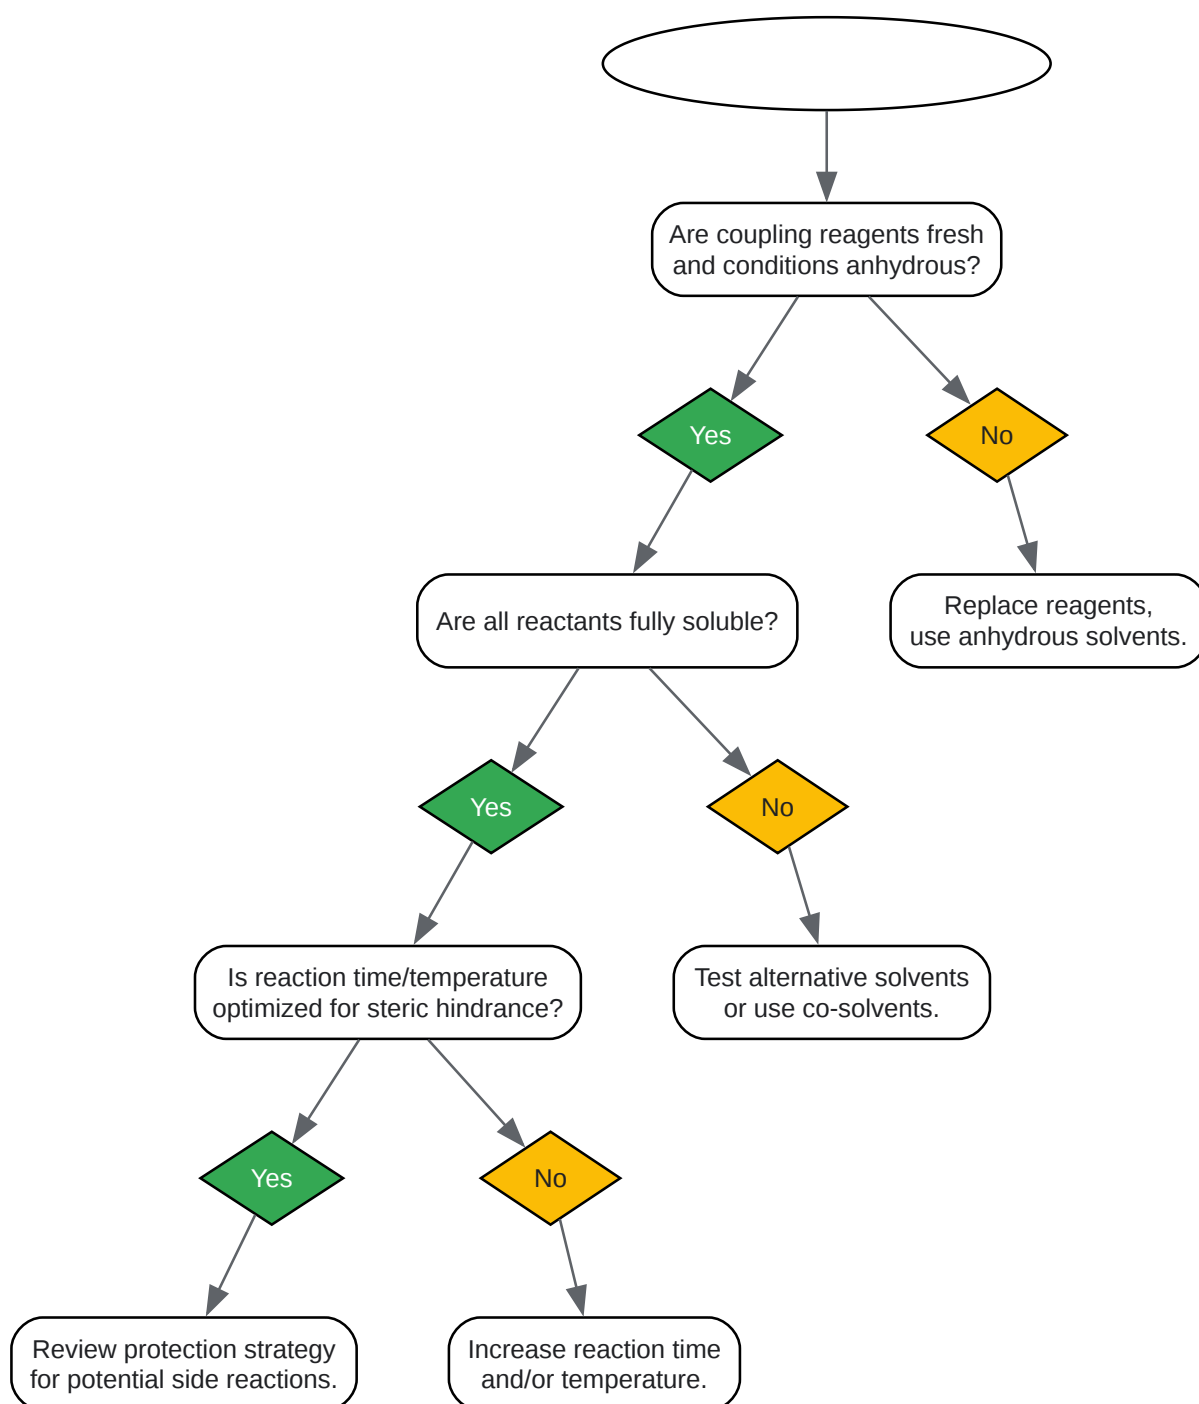 Are coupling reagents fresh
and conditions anhydrous?
Yes
No
Are all reactants fully soluble?
Replace reagents,
use anhydrous solvents.
Yes
No
Is reaction time/temperature
optimized for steric hindrance?
Test alternative solvents
or use co-solvents.
Yes
No
Review protection strategy
for potential side reactions.
Increase reaction time
and/or temperature.